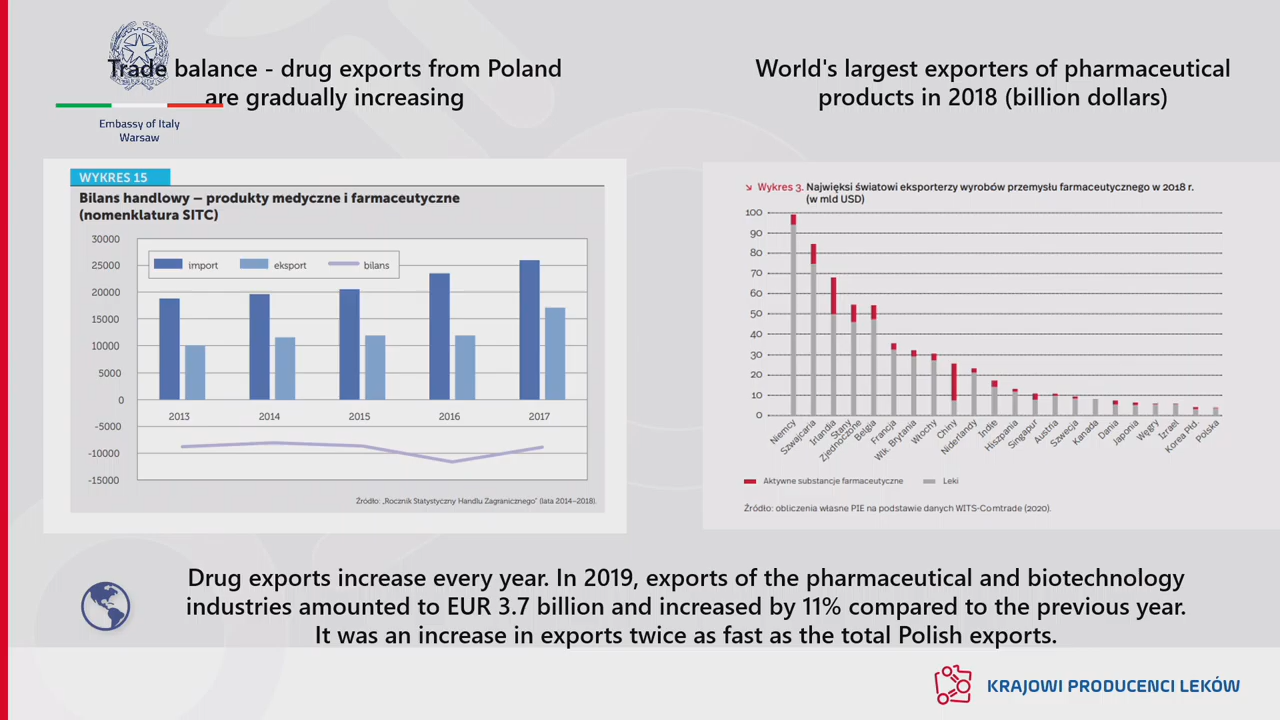 Trade balance - drug exports from Poland
are gradually increasing
Embassy of Italy
Warsaw
World's largest exporters of pharmaceutical
products in 2018 (billion dollars)
WYKRES 15
Bilans handlowy – produkty medyczne i farmaceutyczne
(nomenklatura SITC)
30000
25000
20000
15000
10000
5000
0
-5000
-10000
-15000
import
eksport
bilans
2013
2014
2015
2016
2017
Źródło: „Rocznik Statystyczny Handlu Zagranicznego” (lata 2014–2018).
↘ Wykres 3. Najwięksi światowi eksporterzy wyrobów przemysłu farmaceutycznego w 2018 r.
(w mld USD)
100
90
80
70
60
50
40
30
20
10
0
Niemcy
Szwajcaria
Irlandia
Stany
Zjednoczone
Belgia
Francja
Wlk. Brytania
Włochy
Chiny
Niderlandy
Indie
Hiszpania
Singapur
Austria
Szwecja
Kanada
Dania
Japonia
Węgry
Izrael
Korea Płd.
Polska
Aktywne substancje farmaceutyczne
Leki
Źródło: obliczenia własne PIE na podstawie danych WITS-Comtrade (2020).
Drug exports increase every year. In 2019, exports of the pharmaceutical and biotechnology
industries amounted to EUR 3.7 billion and increased by 11% compared to the previous year.
It was an increase in exports twice as fast as the total Polish exports.
KRAJOWI PRODUCENCI LEKÓW